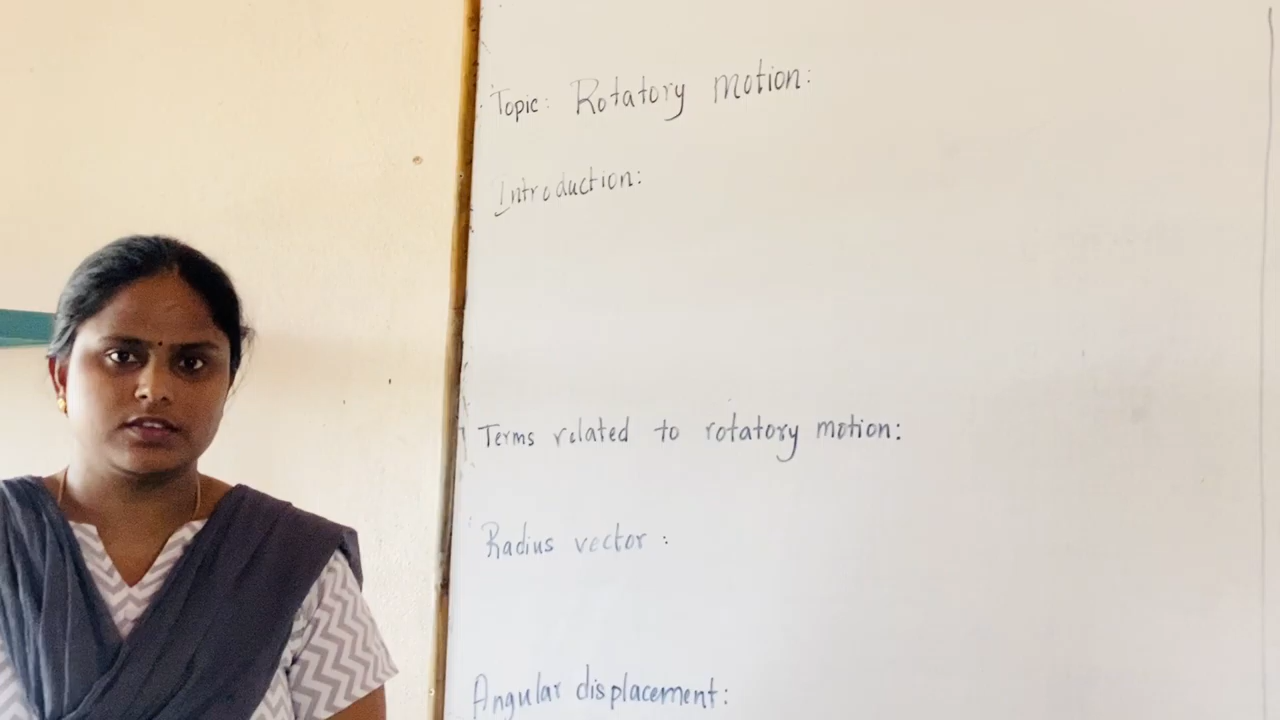 Topic: Rotatory motion:
Introduction:
Terms related to rotatory motion:
Radius vector :
Angular displacement: